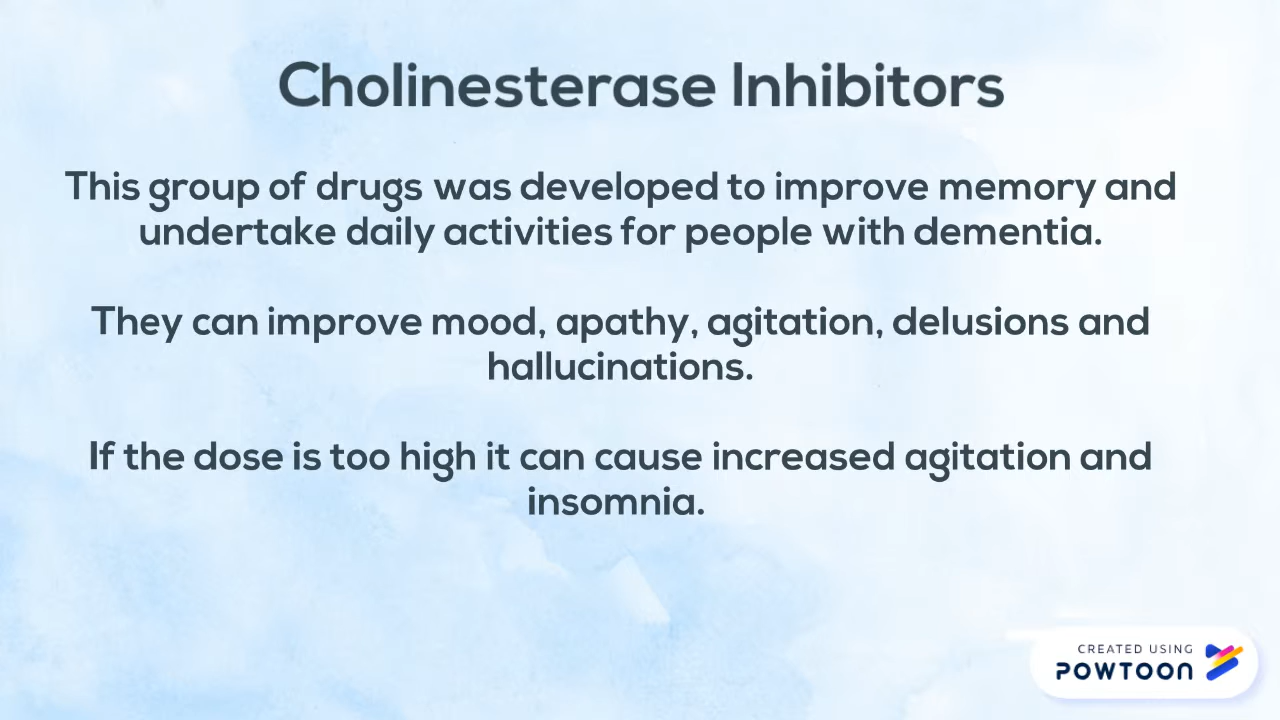 Cholinesterase Inhibitors
This group of drugs was developed to improve memory and
undertake daily activities for people with dementia.
They can improve mood, apathy, agitation, delusions and
hallucinations.
If the dose is too high it can cause increased agitation and
insomnia.
CREATED USING
POWTOON